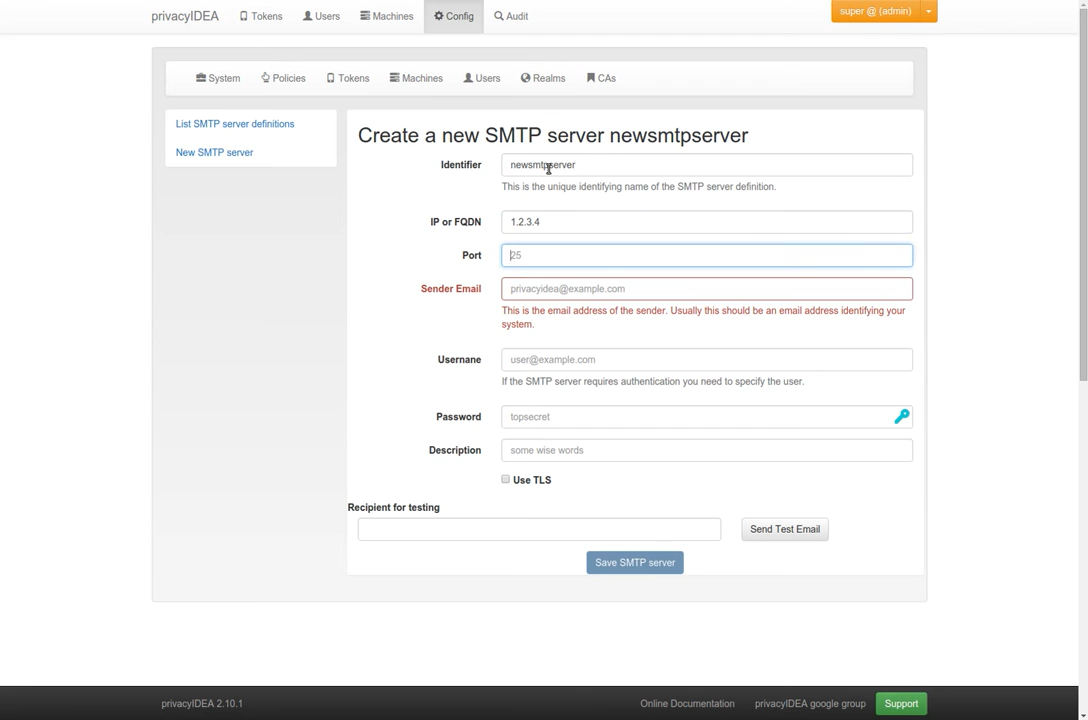 privacyIDEA Tokens Users Machines Config Audit super @ (admin)
System Policies Tokens Machines Users Realms CAs
List SMTP server definitions
New SMTP server
Create a new SMTP server newsmtpserver
Identifier newsmtpserver
This is the unique identifying name of the SMTP server definition.
IP or FQDN 1.2.3.4
Port 25
Sender Email privacyidea@example.com
This is the email address of the sender. Usually this should be an email address identifying your
system.
Usernane user@example.com
If the SMTP server requires authentication you need to specify the user.
Password topsecret
Description some wise words
Use TLS
Recipient for testing
Send Test Email
Save SMTP server
privacyIDEA 2.10.1 Online Documentation privacyIDEA google group Support